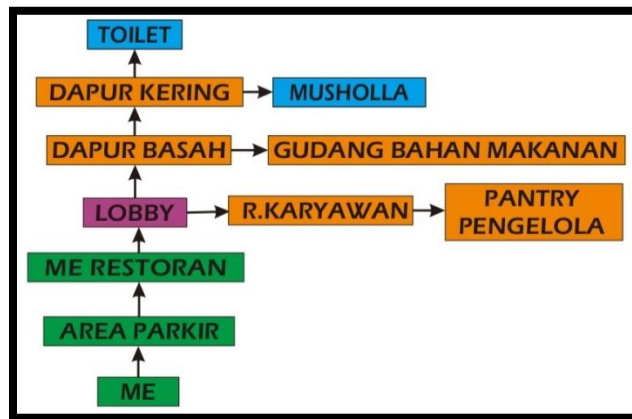 TOILET
DAPUR KERING
MUSHOLLA
DAPUR BASAH
GUDANG BAHAN MAKANAN
LOBBY
R.KARYAWAN
PANTRY
PENGELOLA
ME RESTORAN
AREA PARKIR
ME